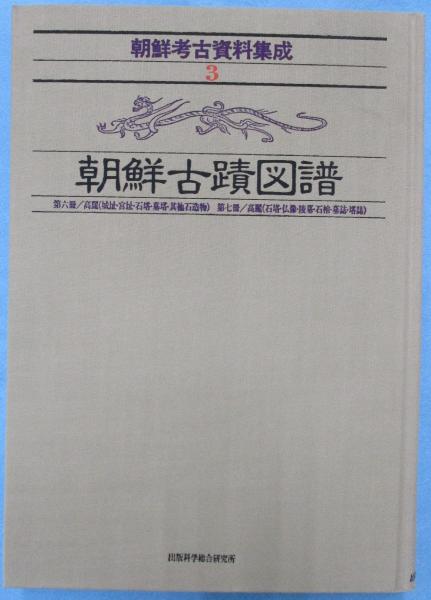 朝鮮考古資料集成
3
朝鮮古蹟図譜
第六冊／高麗(城址・宮址・石塔・墓塔・其他石造物) 第七冊／高麗(石塔・仏像・陵墓・石棺・墓誌・塔誌)
出版科学総合研究所